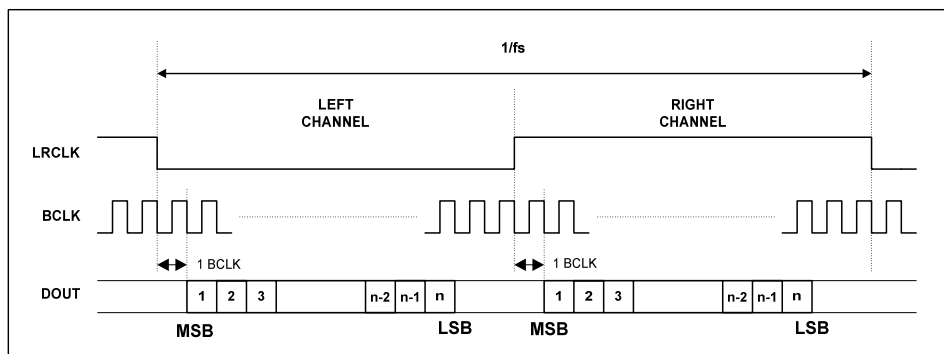 1/fs
LEFT
CHANNEL
RIGHT
CHANNEL
LRCLK
BCLK
1 BCLK
1 BCLK
DOUT
1 2 3 n-2 n-1 n 1 2 3 n-2 n-1 n
MSB LSB MSB LSB